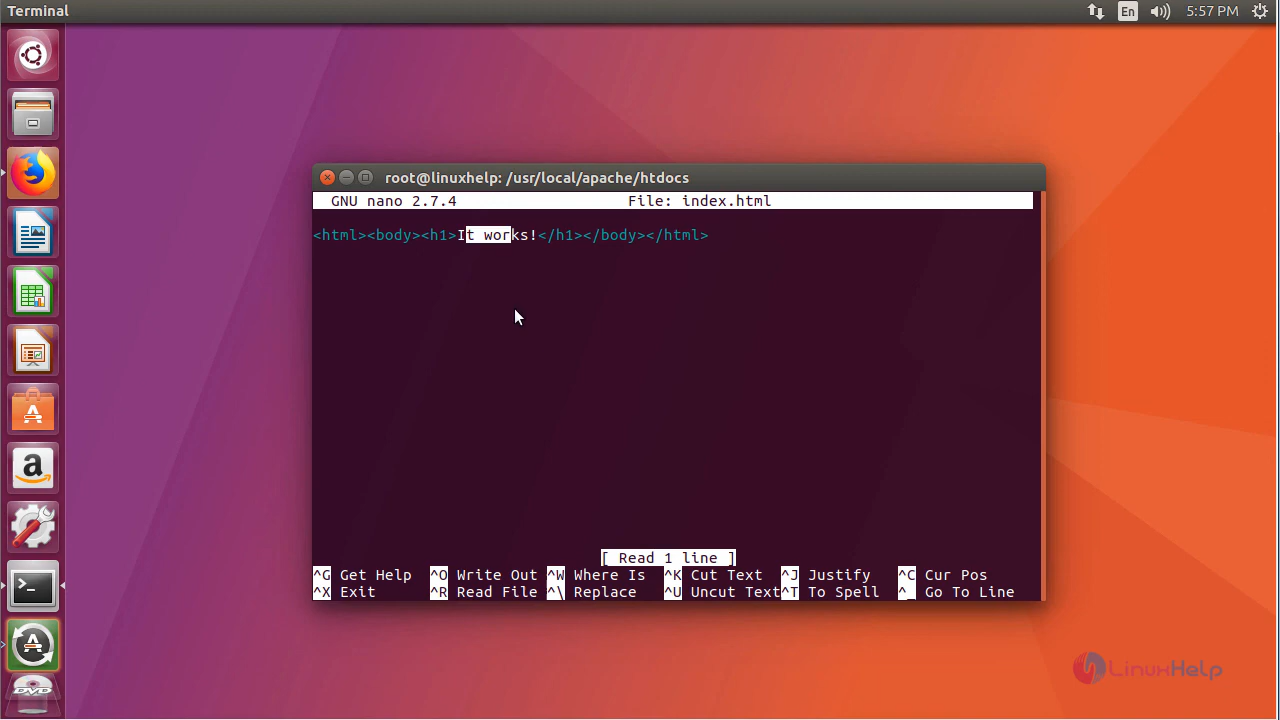 Terminal
En
5:57 PM
root@linuxhelp: /usr/local/apache/htdocs
GNU nano 2.7.4 File: index.html
<html><body><h1>It works!</h1></body></html>
[ Read 1 line ]
^G Get Help ^O Write Out ^W Where Is ^K Cut Text ^J Justify ^C Cur Pos
^X Exit ^R Read File ^\ Replace ^U Uncut Text ^T To Spell ^_ Go To Line
DVD
LinuxHelp